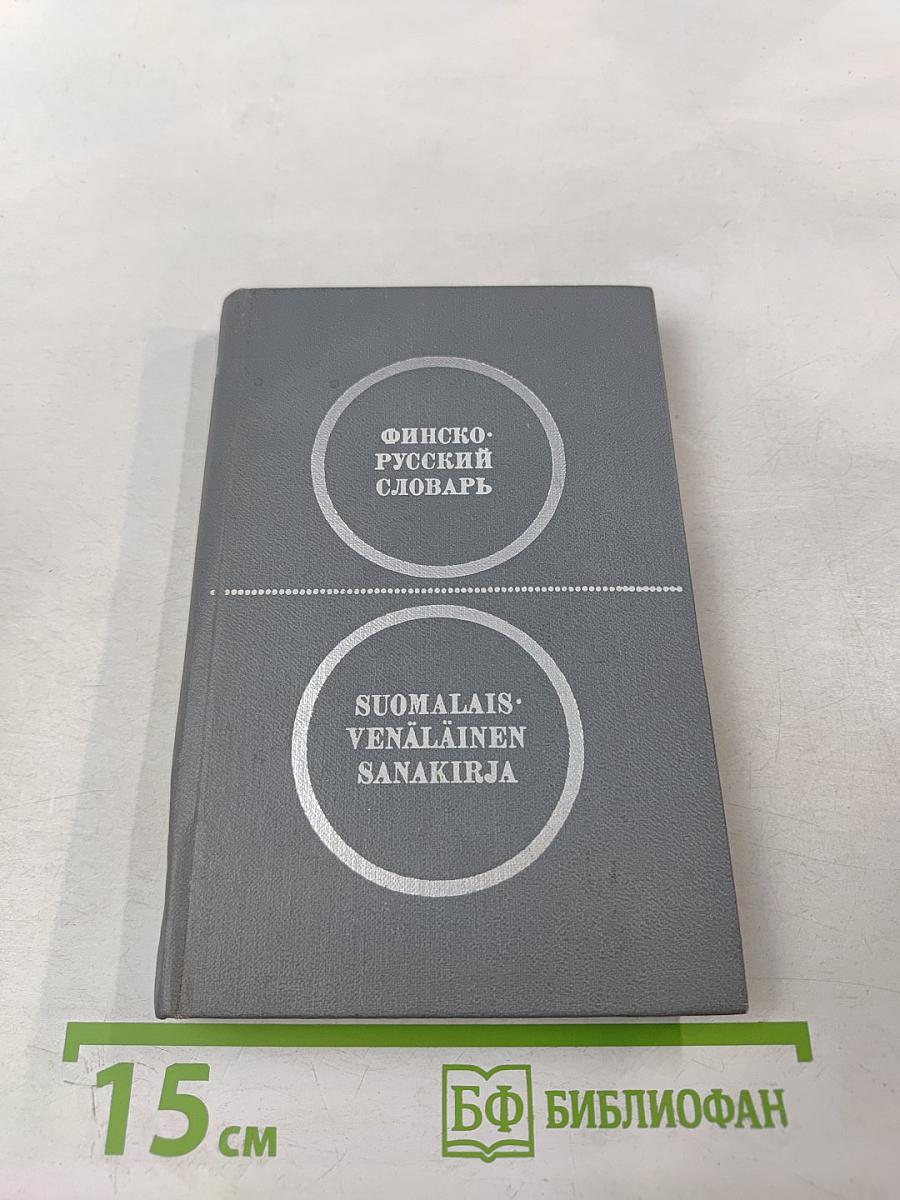 ФИНСКО·
РУССКИЙ
СЛОВАРЬ
SUOMALAIS·
VENÄLÄINEN
SANAKIRJA
15 см
БФ БИБЛИОФАН